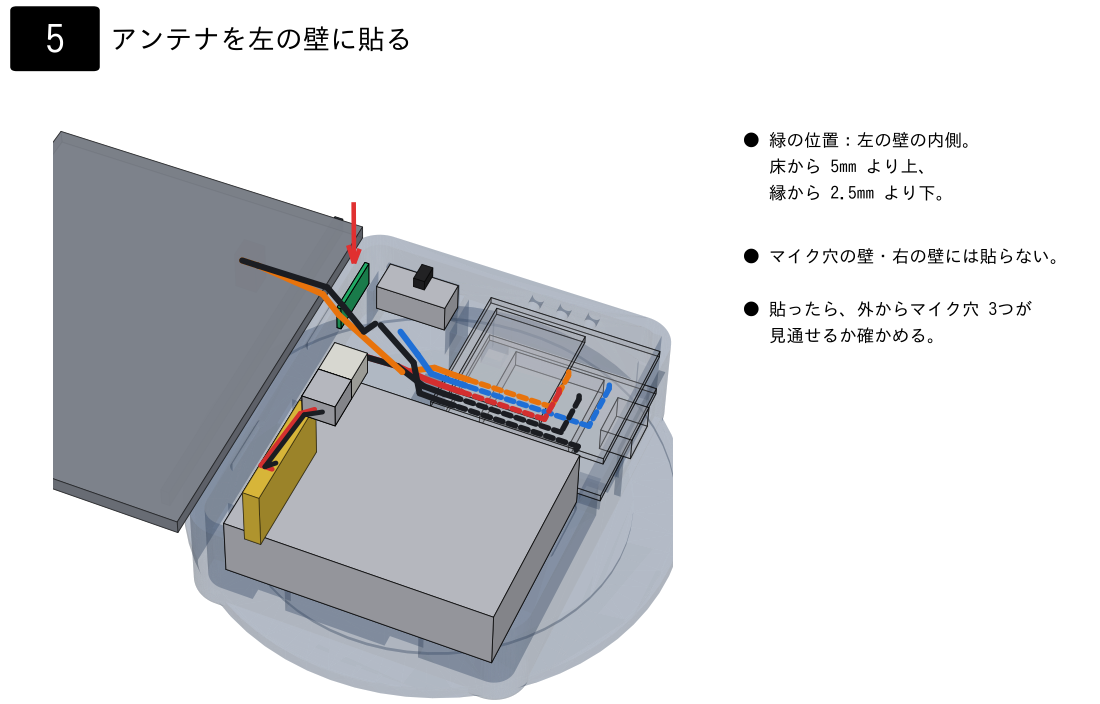 5
アンテナを左の壁に貼る
● 緑の位置：左の壁の内側。
床から 5mm より上、
縁から 2.5mm より下。
● マイク穴の壁・右の壁には貼らない。
● 貼ったら、外からマイク穴 3つが
見通せるか確かめる。